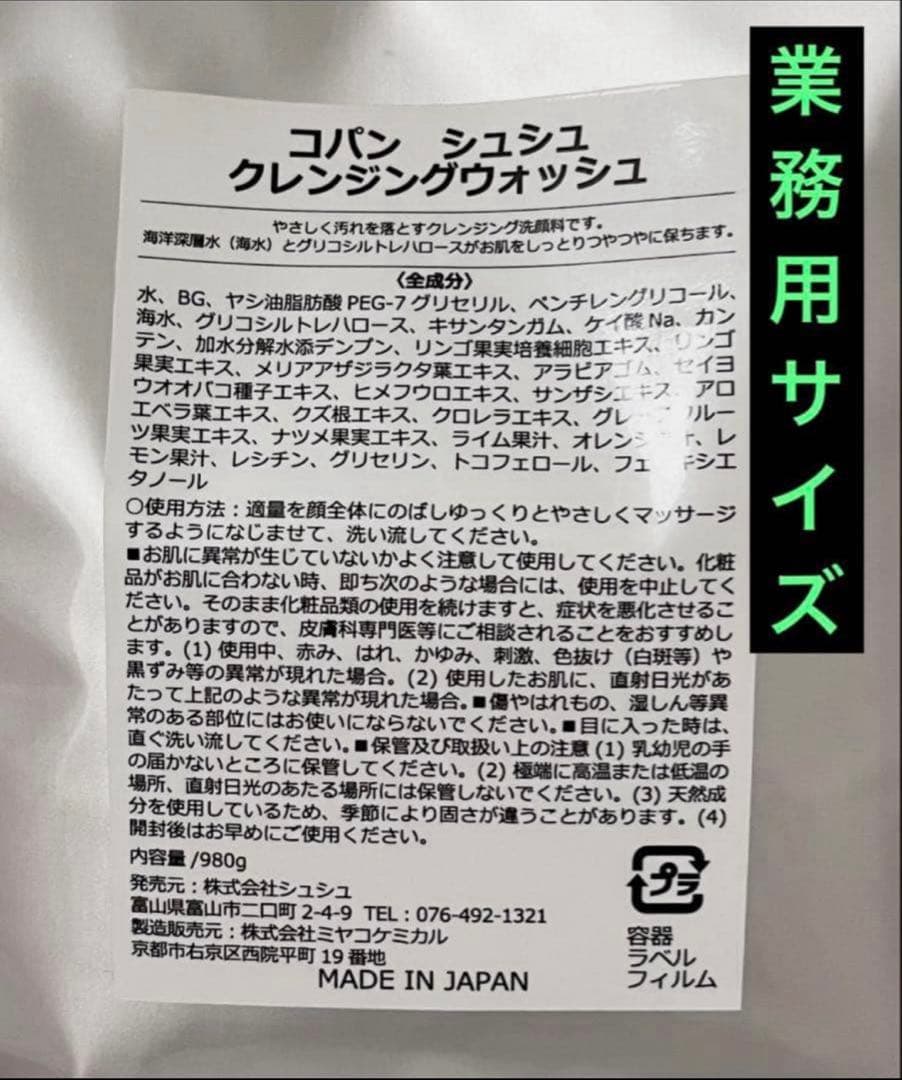 コパン シュシュ
クレンジングウォッシュ
やさしく汚れを落とすクレンジング洗顔料です。
海洋深層水（海水）とグリコシルトレハロースがお肌をしっとりつやつやに保ちます。
〈全成分〉
水、BG、ヤシ油脂肪酸PEG-7グリセリル、ペンチレングリコール、
海水、グリコシルトレハロース、キサンタンガム、ケイ酸Na、カン
テン、加水分解水添デンプン、リンゴ果実培養細胞エキス、リンゴ
果実エキス、メリアアザジラクタ葉エキス、アラビアゴム、セイヨ
ウオオバコ種子エキス、ヒメフウロエキス、サンザシエキス、アロ
エベラ葉エキス、クズ根エキス、クロレラエキス、グレ フルー
ツ果実エキス、ナツメ果実エキス、ライム果汁、オレン 、レ
モン果汁、レシチン、グリセリン、トコフェロール、フェ キシエ
タノール
○使用方法：適量を顔全体にのばしゆっくりとやさしくマッサージ
するようになじませて、洗い流してください。
■お肌に異常が生じていないかよく注意して使用してください。化粧
品がお肌に合わない時、即ち次のような場合には、使用を中止してく
ださい。そのまま化粧品類の使用を続けますと、症状を悪化させるこ
とがありますので、皮膚科専門医等にご相談されることをおすすめし
ます。(1) 使用中、赤み、はれ、かゆみ、刺激、色抜け（白斑等）や
黒ずみ等の異常が現れた場合。(2) 使用したお肌に、直射日光があ
たって上記のような異常が現れた場合。■傷やはれもの、湿しん等異
常のある部位にはお使いにならないでください。■目に入った時は、
直ぐ洗い流してください。■保管及び取扱い上の注意 (1) 乳幼児の手
の届かないところに保管してください。(2) 極端に高温または低温の
場所、直射日光のあたる場所には保管しないでください。(3) 天然成
分を使用しているため、季節により固さが違うことがあります。(4)
開封後はお早めにご使用ください。
内容量/980g
発売元：株式会社シュシュ
富山県富山市二口町2-4-9 TEL：076-492-1321
製造販売元：株式会社ミヤコケミカル
京都市右京区西院平町19番地
MADE IN JAPAN
プラ
容器
ラベル
フィルム
業務用サイズ